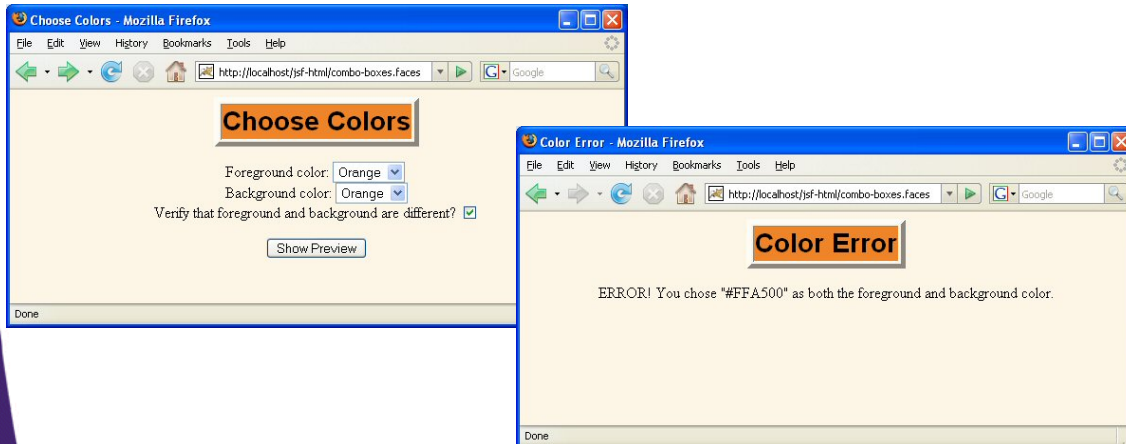 Choose Colors - Mozilla Firefox
File Edit View History Bookmarks Tools Help
http://localhost/jsf-html/combo-boxes.faces G Google
Choose Colors
Foreground color: Orange
Background color: Orange
Verify that foreground and background are different?
Show Preview
Done
Color Error - Mozilla Firefox
File Edit View History Bookmarks Tools Help
http://localhost/jsf-html/combo-boxes.faces G Google
Color Error
ERROR! You chose "#FFA500" as both the foreground and background color.
Done